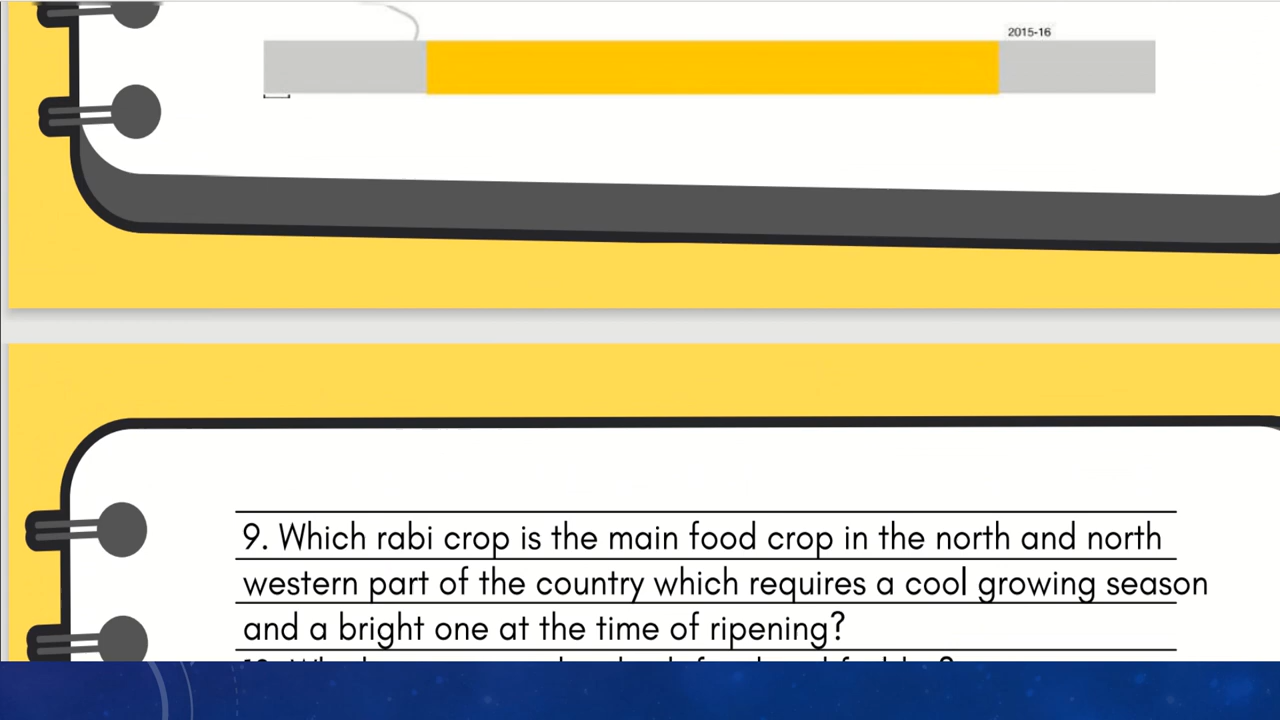 2015-16
9. Which rabi crop is the main food crop in the north and north
western part of the country which requires a cool growing season
and a bright one at the time of ripening?